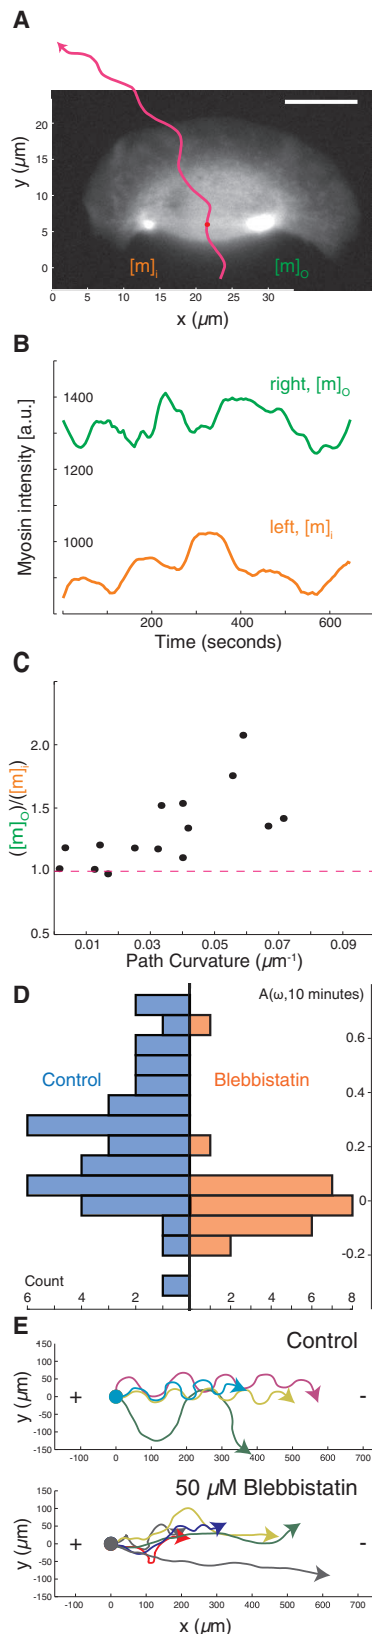 A
y (µm)
20
15
10
5
0
[m]i
[m]O
0 5 10 15 20 25 30
x (µm)
B
Myosin intensity [a.u.]
1400
1200
1000
right, [m]O
left, [m]i
200 400 600
Time (seconds)
C
([m]O)/([m]i)
2.0
1.5
1.0
0.5
0.01 0.03 0.05 0.07 0.09
Path Curvature (µm-1)
D
A(ω,10 minutes)
0.6
Control
Blebbistatin
0.4
0.2
0
-0.2
Count
6 4 2 2 4 6 8
E
Control
y (µm)
150
100
50
0
-50
-100
-150
+
-
-100 0 100 200 300 400 500 600 700
50 µM Blebbistatin
y (µm)
150
100
50
0
-50
-100
-150
+
-
-100 0 100 200 300 400 500 600 700
x (µm)